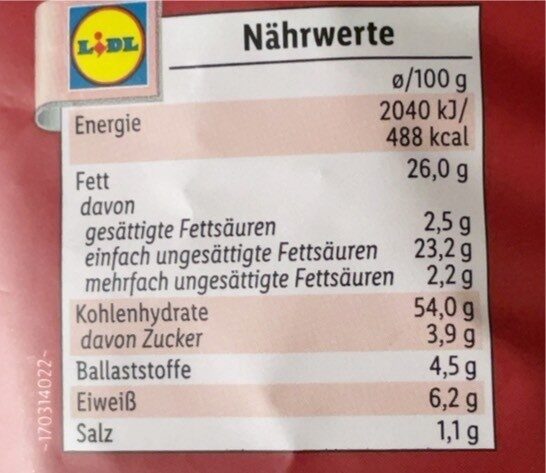 LIDL
Nährwerte
ø/100 g
Energie 2040 kJ/
488 kcal
Fett 26,0 g
davon
gesättigte Fettsäuren 2,5 g
einfach ungesättigte Fettsäuren 23,2 g
mehrfach ungesättigte Fettsäuren 2,2 g
Kohlenhydrate 54,0 g
davon Zucker 3,9 g
Ballaststoffe 4,5 g
Eiweiß 6,2 g
Salz 1,1 g
~170314022~